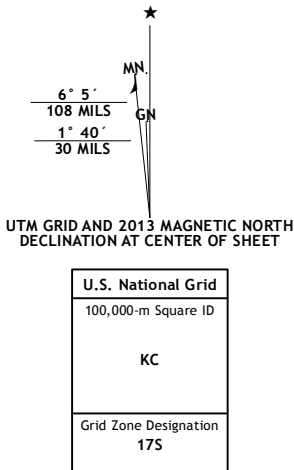 ★
MN.
6° 5´
108 MILS
GN
1° 40´
30 MILS
UTM GRID AND 2013 MAGNETIC NORTH
DECLINATION AT CENTER OF SHEET
U.S. National Grid
100,000-m Square ID
KC
Grid Zone Designation
17S